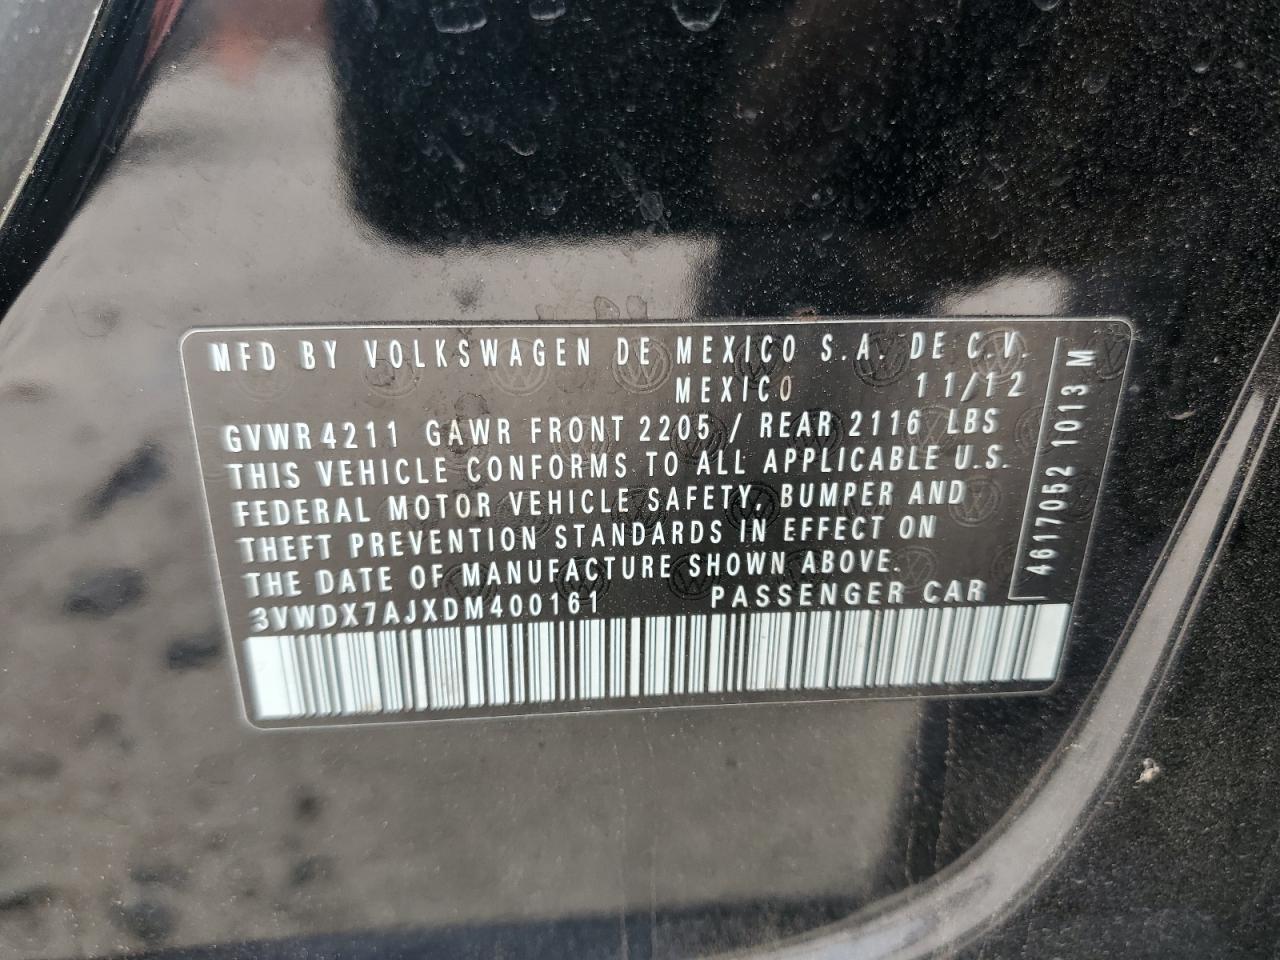 MFD BY VOLKSWAGEN DE MEXICO S.A. DE C.V.
MEXICO 11/12
GVWR 4211 GAWR FRONT 2205 / REAR 2116 LBS
THIS VEHICLE CONFORMS TO ALL APPLICABLE U.S.
FEDERAL MOTOR VEHICLE SAFETY, BUMPER AND
THEFT PREVENTION STANDARDS IN EFFECT ON
THE DATE OF MANUFACTURE SHOWN ABOVE.
3VWDX7AJXDM400161 PASSENGER CAR
4617052 1013 M